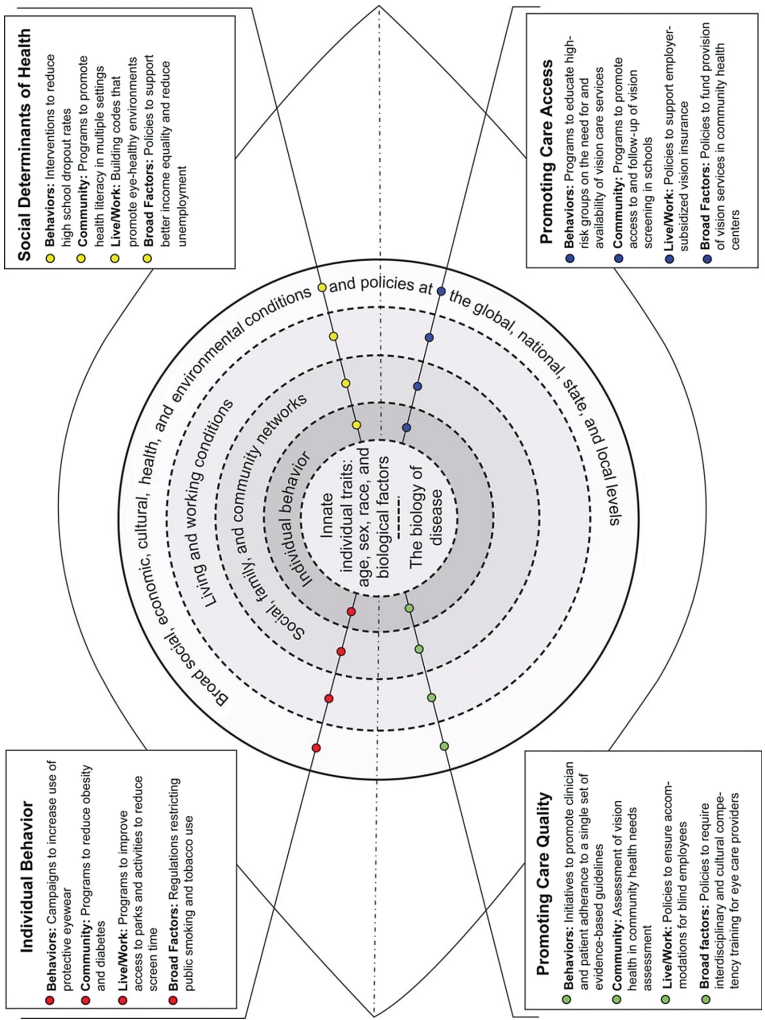 Individual Behavior
Behaviors: Campaigns to increase use of
protective eyewear
Community: Programs to reduce obesity
and diabetes
Live/Work: Programs to improve
access to parks and activities to reduce
screen time
Broad Factors: Regulations restricting
public smoking and tobacco use
Social Determinants of Health
Behaviors: Interventions to reduce
high school dropout rates
Community: Programs to promote
health literacy in multiple settings
Live/Work: Building codes that
promote eye-healthy environments
Broad Factors: Policies to support
better income equality and reduce
unemployment
Broad social, economic, cultural, health, and environmental conditions and policies at the global, national, state, and local levels
Living and working conditions
Social, family, and community networks
Individual behavior
Innate
individual traits:
age, sex, race, and
biological factors
The biology of
disease
Promoting Care Quality
Behaviors: Initiatives to promote clinician
and patient adherence to a single set of
evidence-based guidelines
Community: Assessment of vision
health in community health needs
assessment
Live/Work: Policies to ensure accom-
modations for blind employees
Broad factors: Policies to require
interdisciplinary and cultural compe-
tency training for eye care providers
Promoting Care Access
Behaviors: Programs to educate high-
risk groups on the need for and
availability of vision care services
Community: Programs to promote
access to and follow-up of vision
screening in schools
Live/Work: Policies to support employer-
subsidized vision insurance
Broad Factors: Policies to fund provision
of vision services in community health
centers